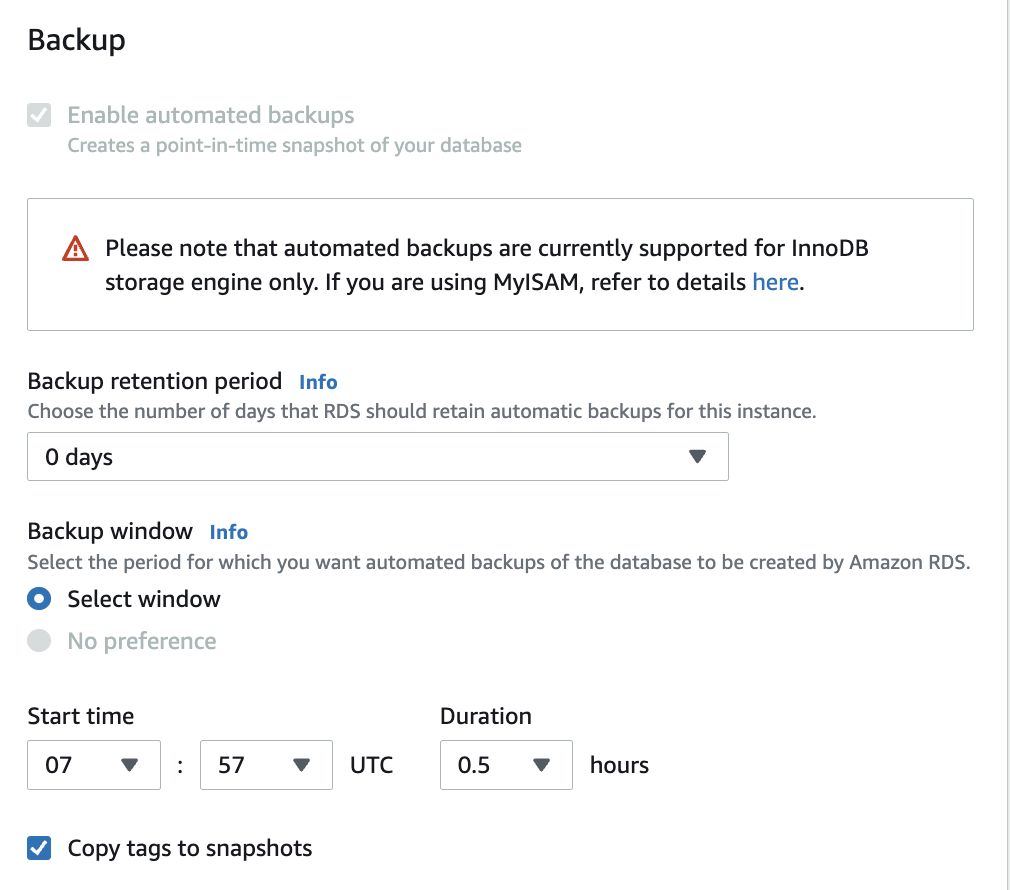 Backup
Enable automated backups
Creates a point-in-time snapshot of your database
Please note that automated backups are currently supported for InnoDB
storage engine only. If you are using MyISAM, refer to details here.
Backup retention period Info
Choose the number of days that RDS should retain automatic backups for this instance.
0 days
Backup window Info
Select the period for which you want automated backups of the database to be created by Amazon RDS.
Select window
No preference
Start time Duration
07 : 57 UTC 0.5 hours
Copy tags to snapshots